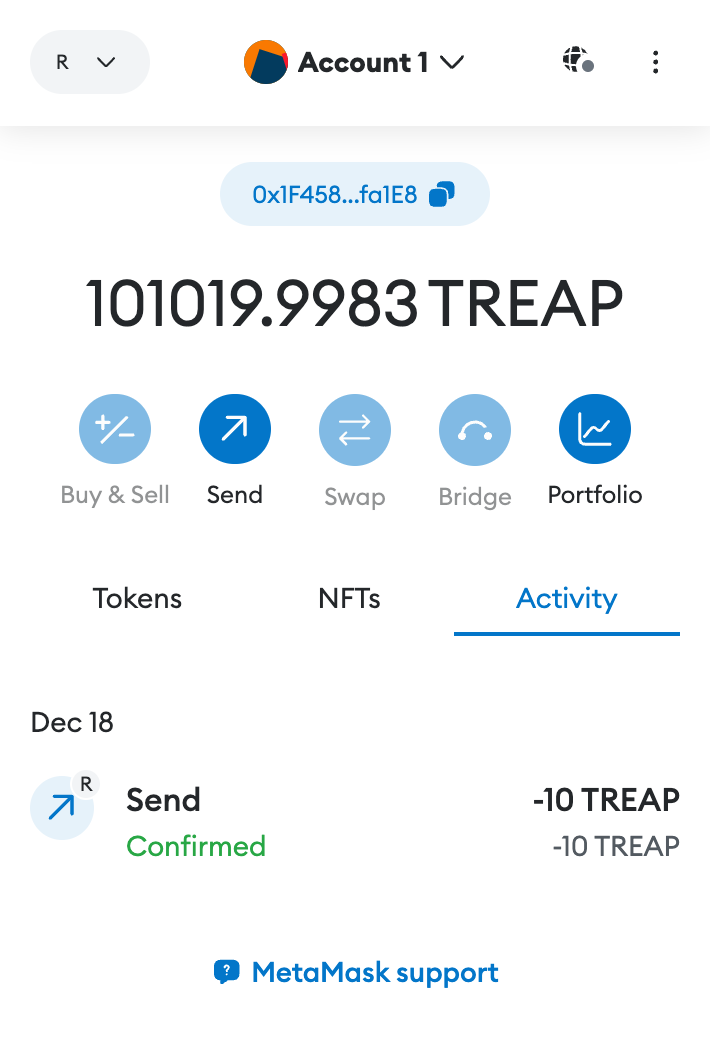 R
Account 1
0x1F458...fa1E8
101019.9983 TREAP
Buy & Sell Send Swap Bridge Portfolio
Tokens NFTs Activity
Dec 18
R
Send -10 TREAP
Confirmed -10 TREAP
? MetaMask support